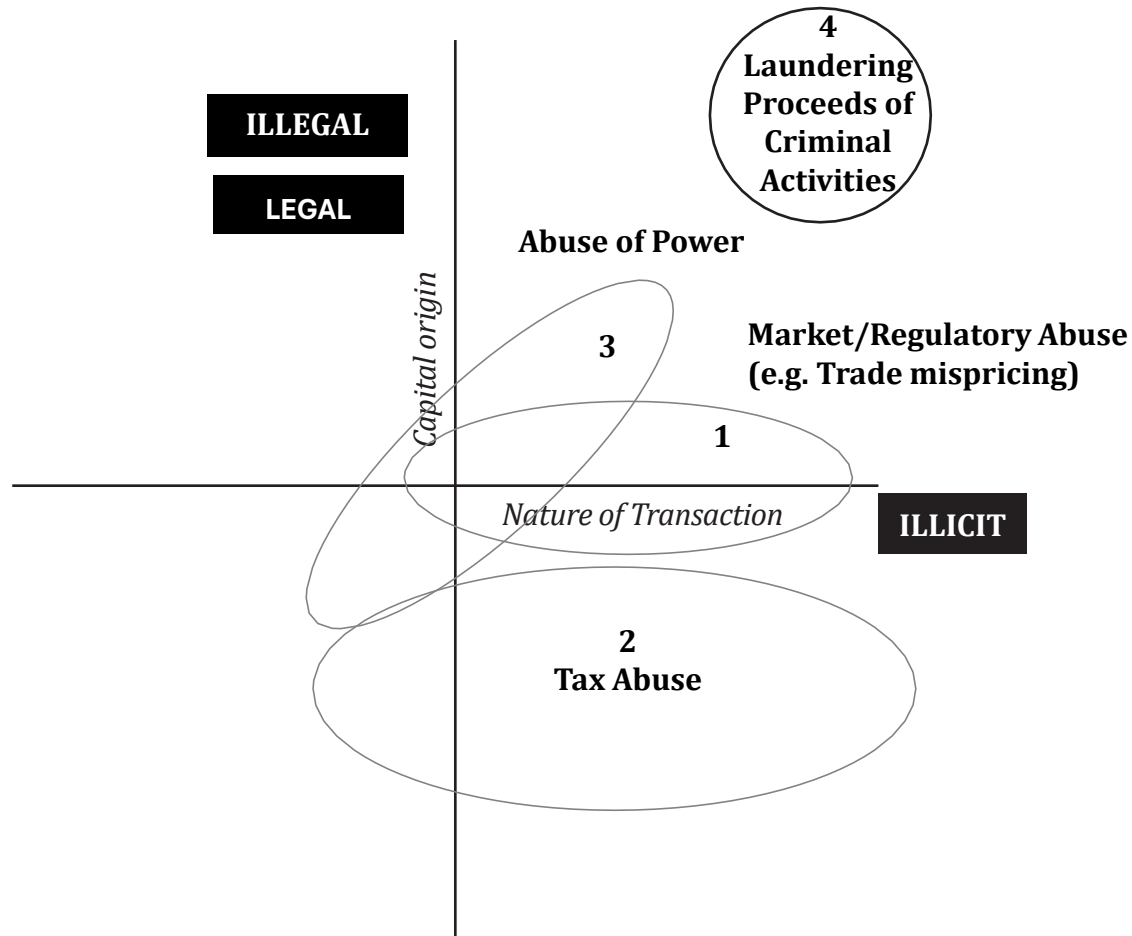 4
Laundering
Proceeds of
Criminal
Activities
ILLEGAL
LEGAL
Abuse of Power
Capital origin
3
Market/Regulatory Abuse
(e.g. Trade mispricing)
1
Nature of Transaction
ILLICIT
2
Tax Abuse